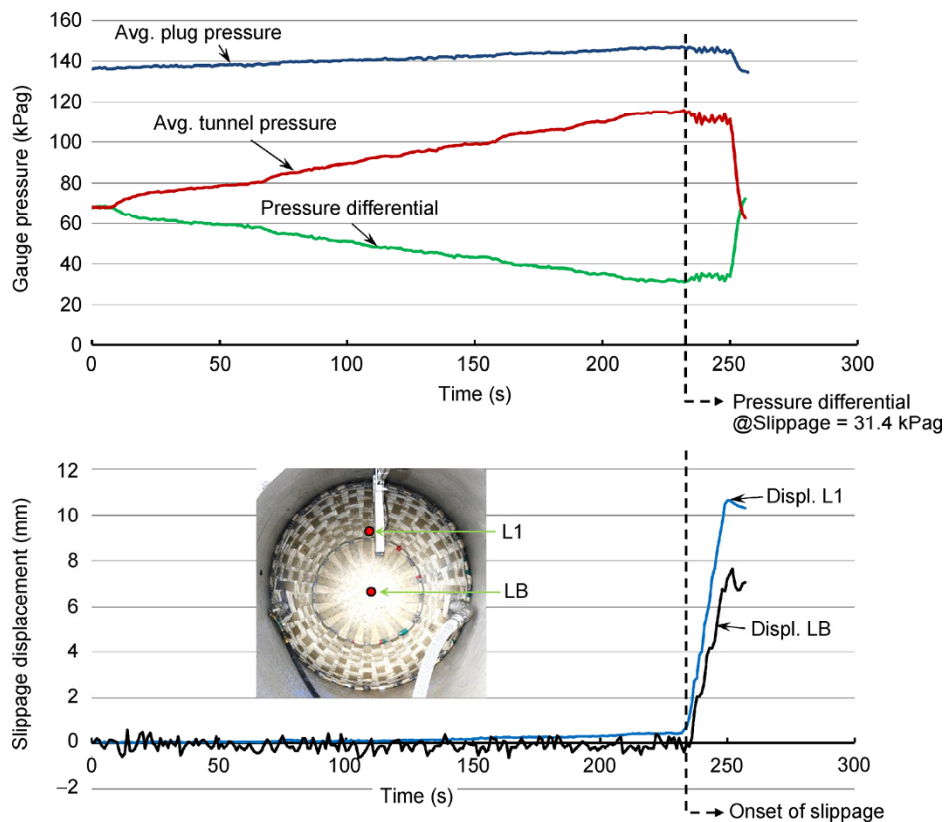 160
Avg. plug pressure
140
120
Avg. tunnel pressure
100
80
Pressure differential
60
40
20
0
Gauge pressure (kPag)
0 50 100 150 200 250 300
Time (s)
Pressure differential
@Slippage = 31.4 kPag
12
10
8
6
4
2
0
−2
Slippage displacement (mm)
Displ. L1
L1
LB
Displ. LB
0 50 100 150 200 250 300
Time (s)
Onset of slippage